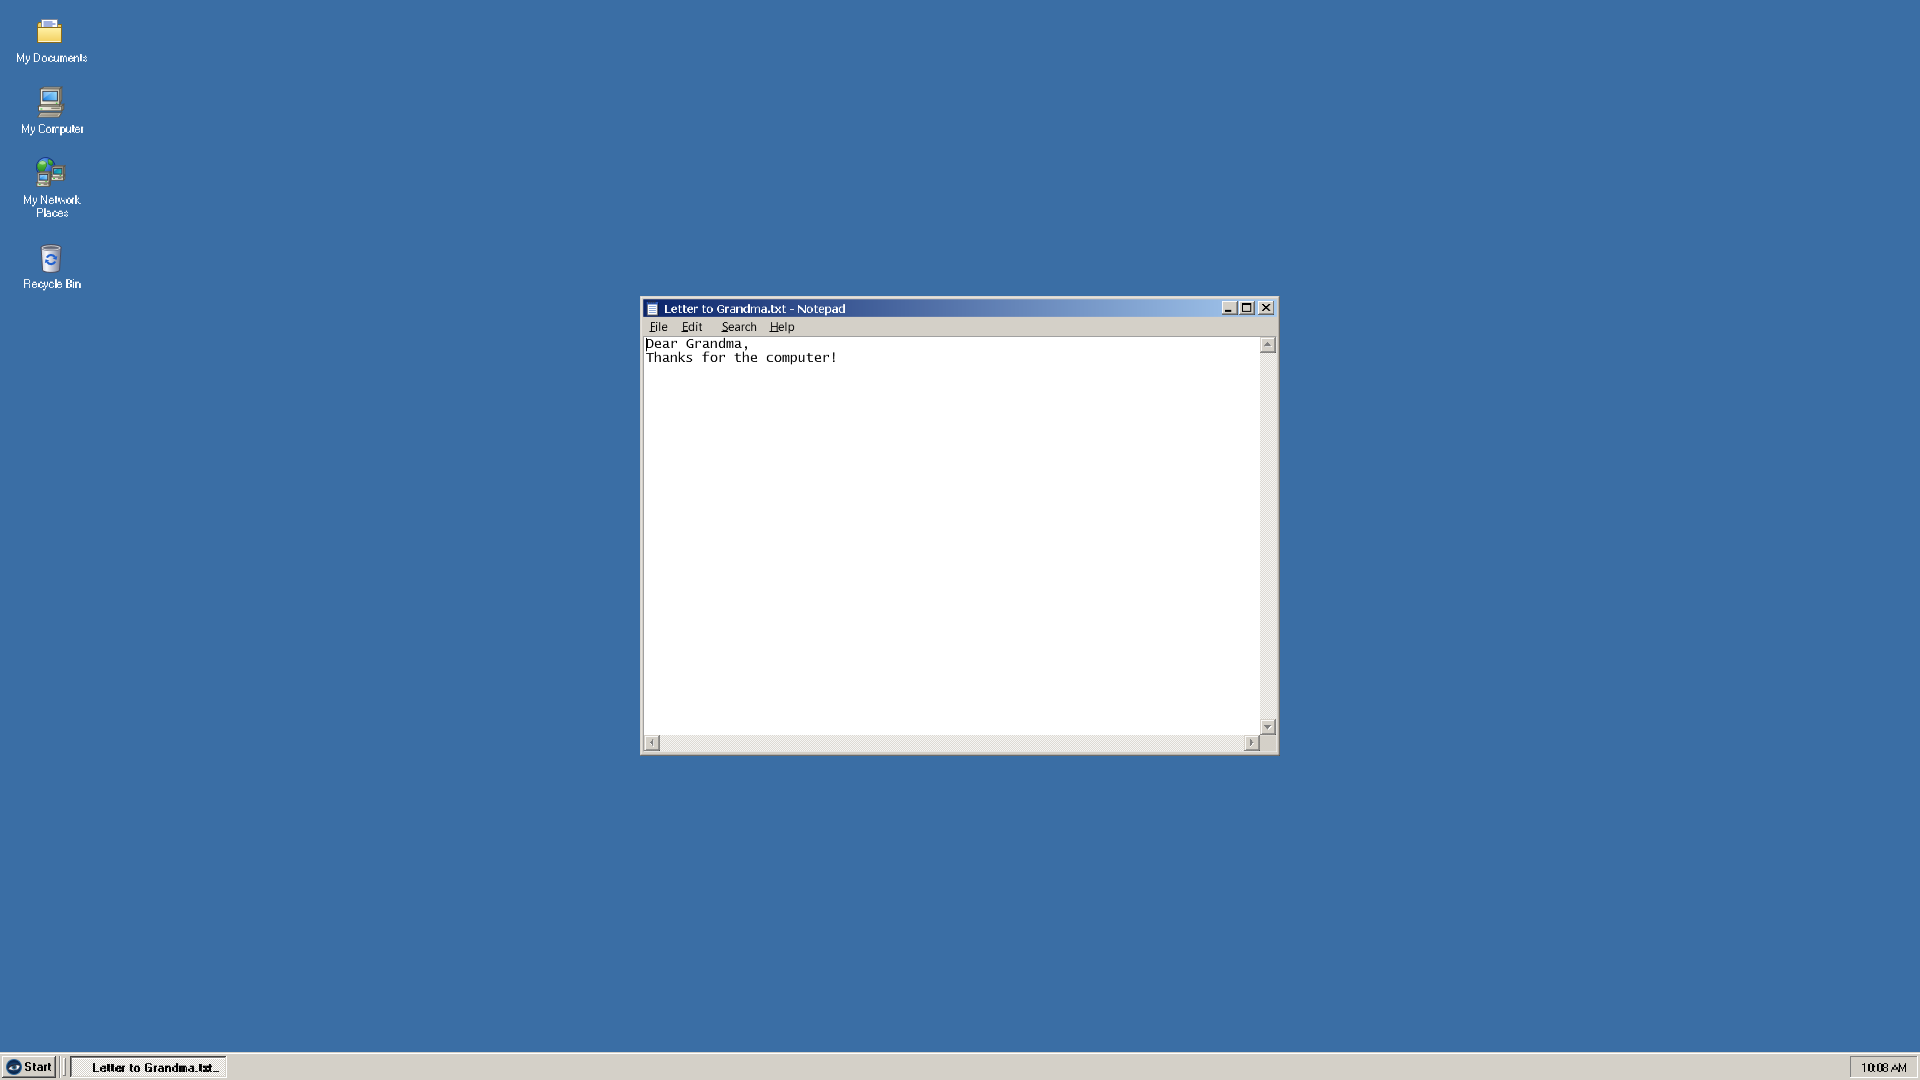 My Documents
My Computer
My Network
Places
Recycle Bin
Letter to Grandma.txt - Notepad
File Edit Search Help
Dear Grandma,
Thanks for the computer!
Start
Letter to Grandma.txt...
10:08 AM